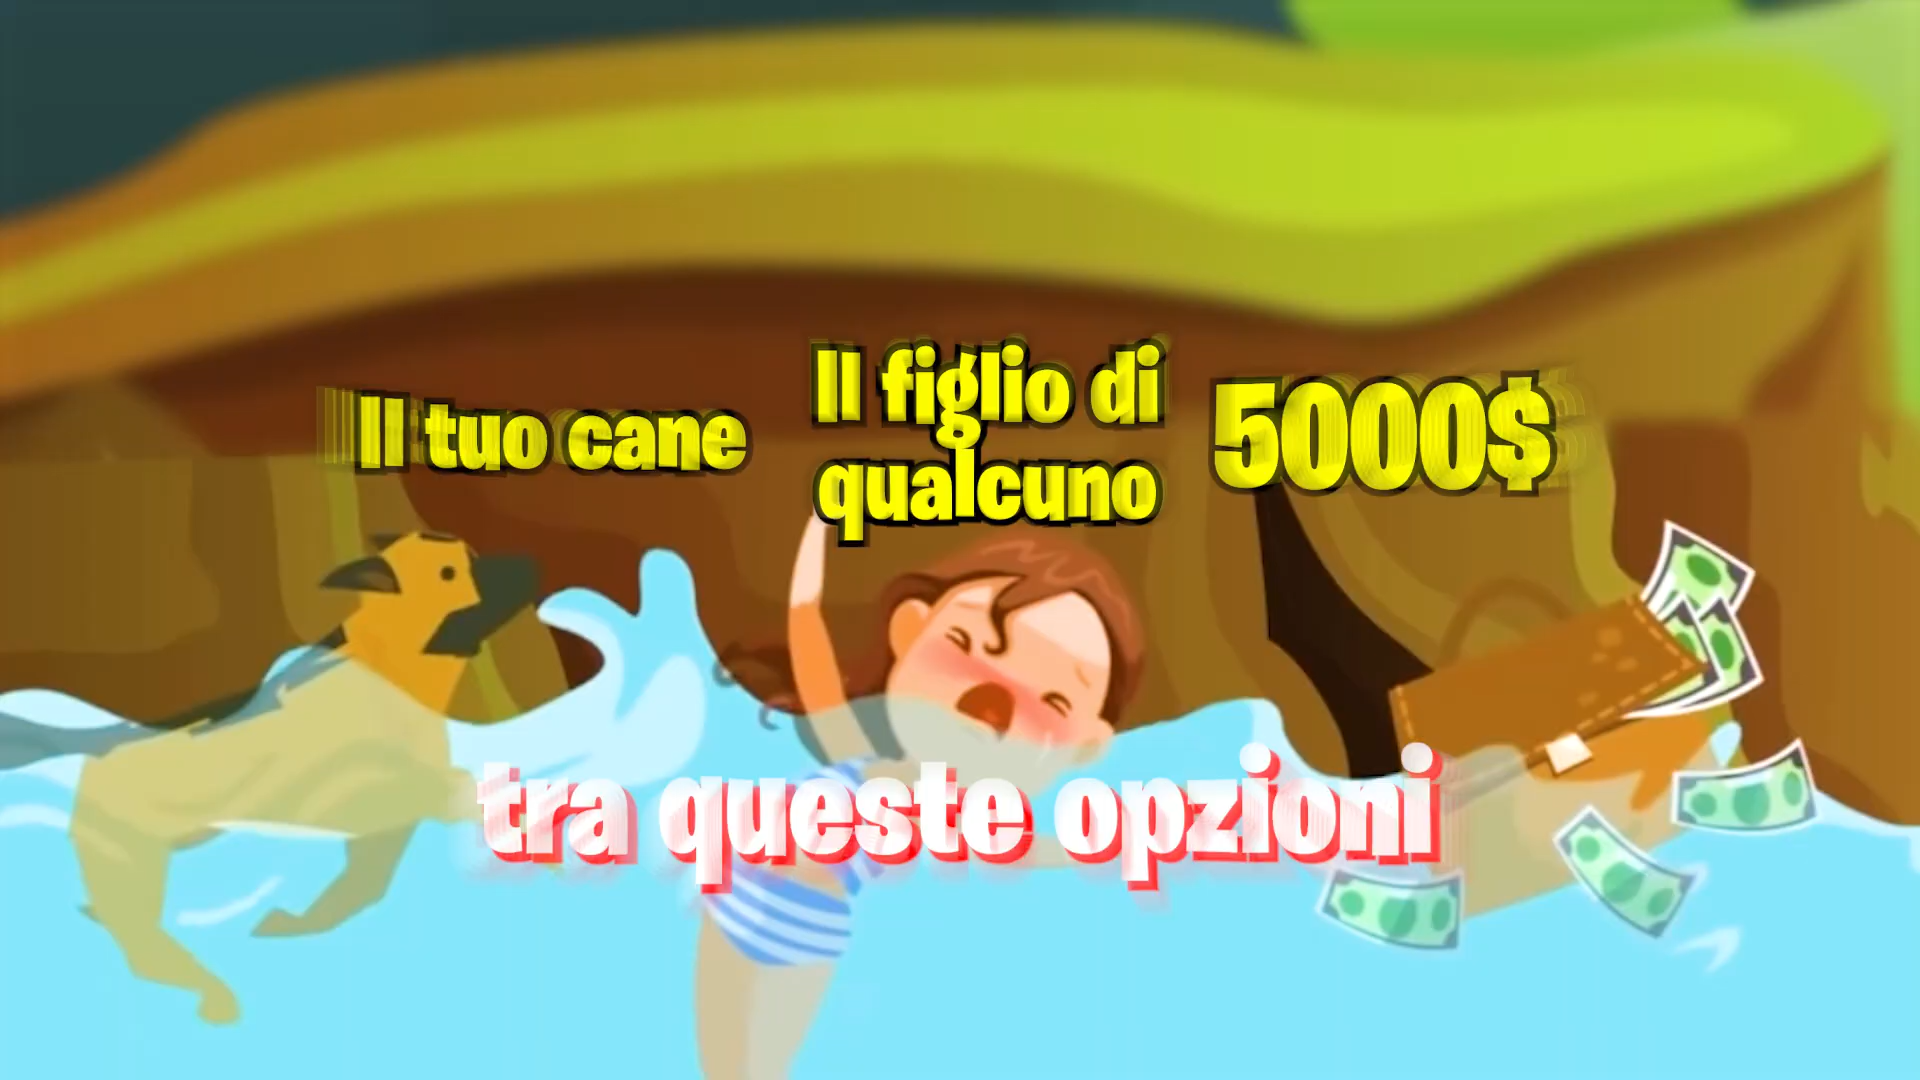 Il tuo cane
Il figlio di
qualcuno
5000$
tra queste opzioni